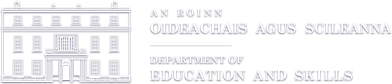 AN ROINN
OIDEACHAIS AGUS SCILEANNA
DEPARTMENT OF
EDUCATION AND SKILLS